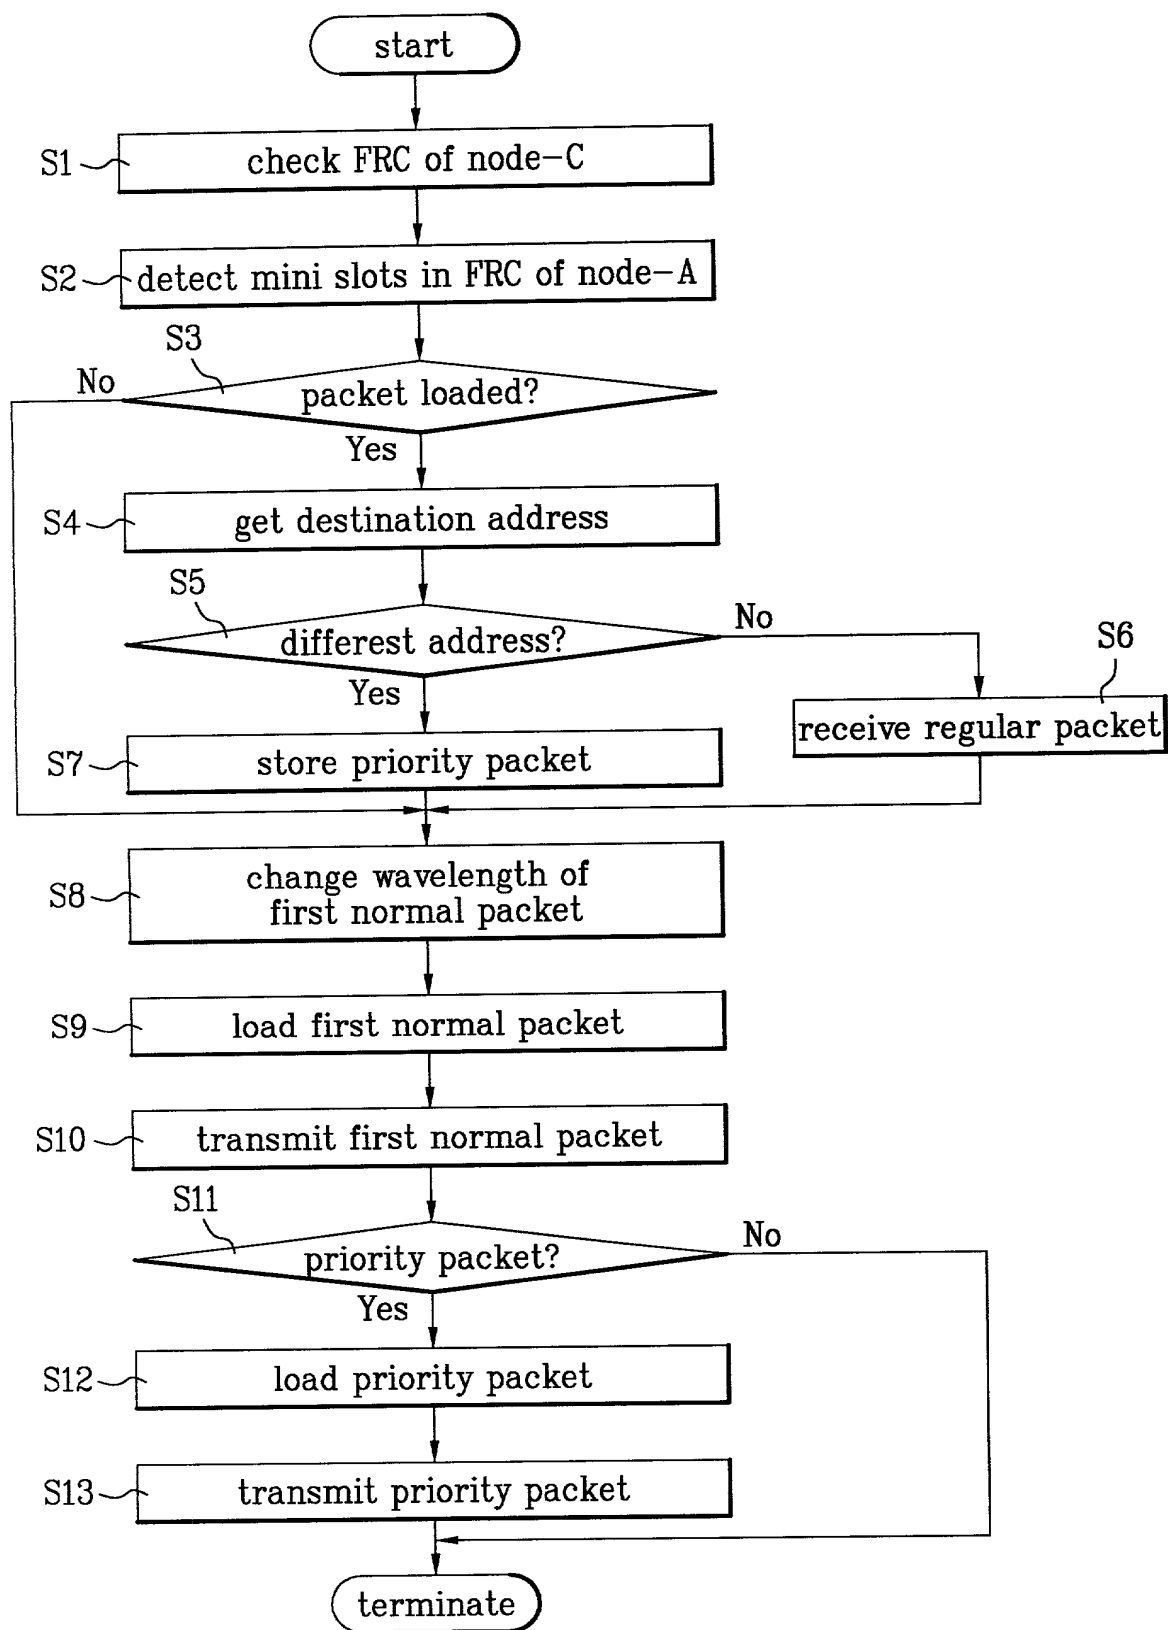 start
S1
check FRC of node-C
S2
detect mini slots in FRC of node-A
S3
No
packet loaded?
Yes
S4
get destination address
S5
No
differest address?
Yes
S6
receive regular packet
S7
store priority packet
S8
change wavelength of
first normal packet
S9
load first normal packet
S10
transmit first normal packet
S11
No
priority packet?
Yes
S12
load priority packet
S13
transmit priority packet
terminate